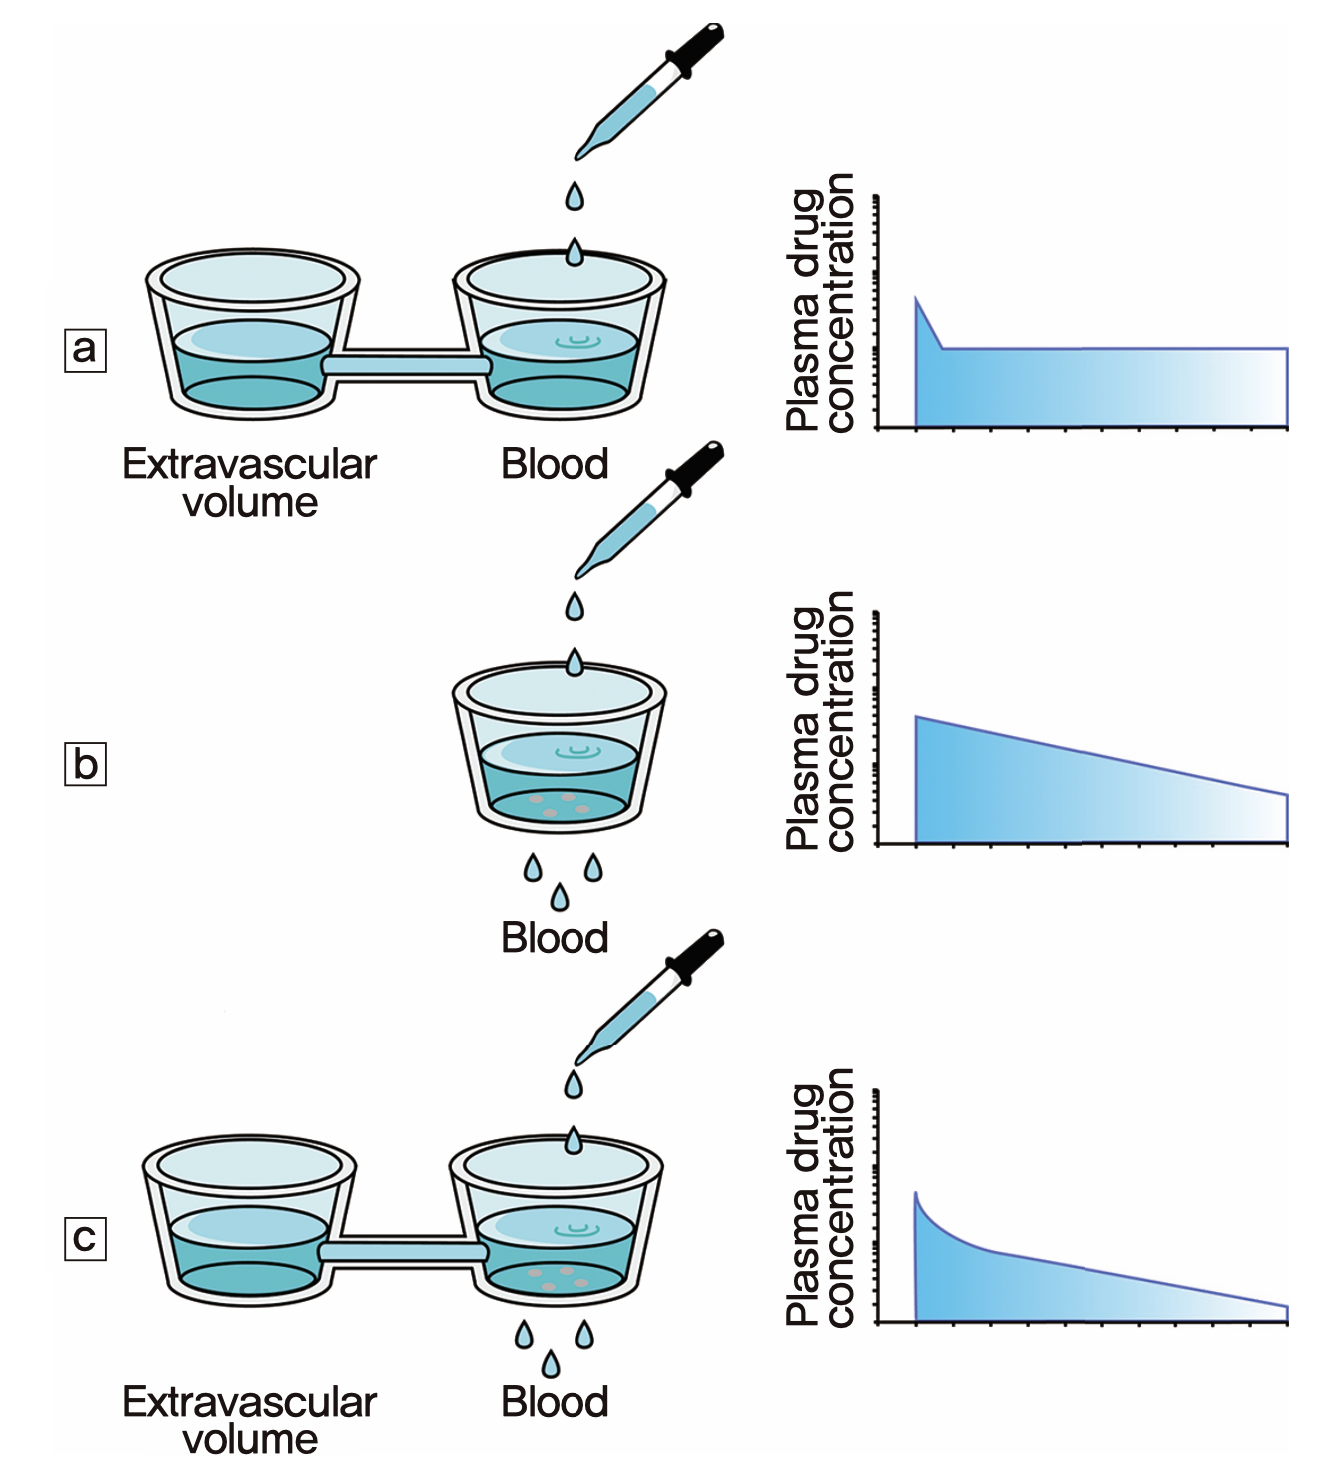 Plasma drug
concentration
a
Extravascular
volume
Blood
Plasma drug
concentration
b
Blood
Plasma drug
concentration
c
Extravascular
volume
Blood